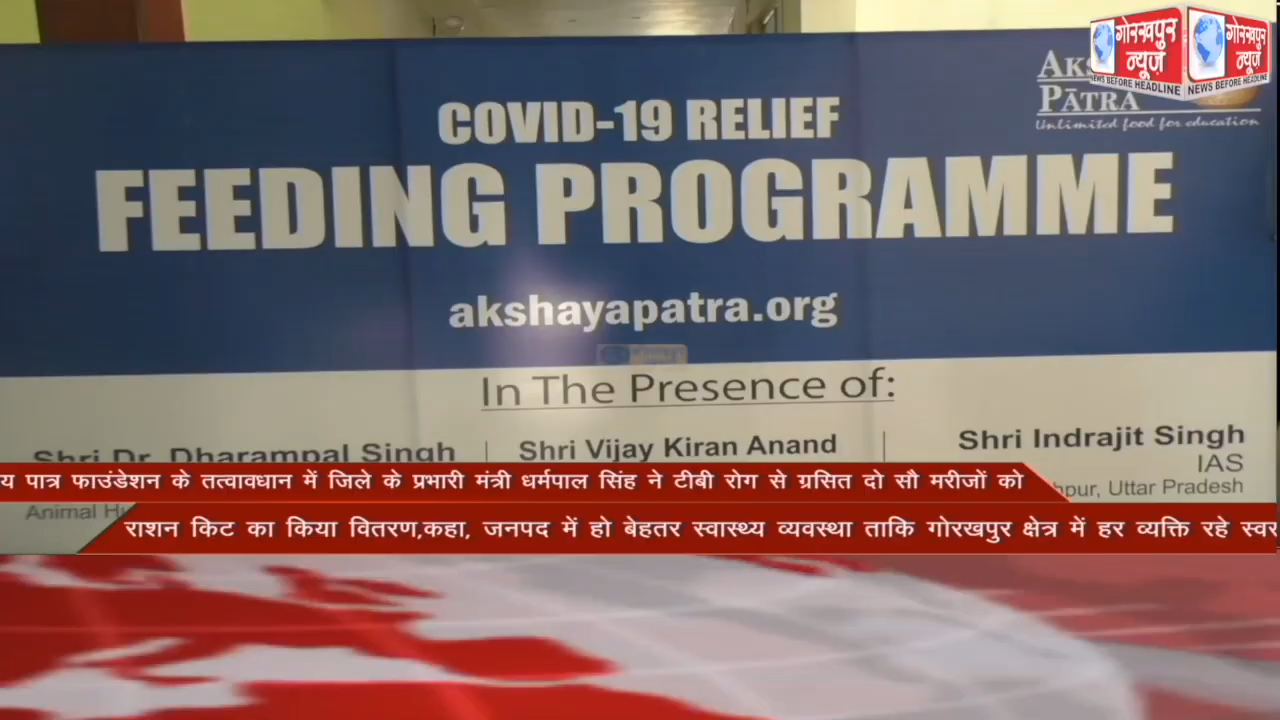 गोरखपुर न्यूज़ गोरखपुर न्यूज़
NEWS BEFORE HEADLINE NEWS BEFORE HEADLINE
PĀTRA
Unlimited food for education
COVID-19 RELIEF
FEEDING PROGRAMME
akshayapatra.org
In The Presence of:
Shri Dr. Dharampal Singh
Shri Vijay Kiran Anand
Shri Indrajit Singh
IAS
Uttar Pradesh
Animal
पात्र फाउंडेशन के तत्वावधान में जिले के प्रभारी मंत्री धर्मपाल सिंह ने टीबी रोग से ग्रसित दो सौ मरीजों को
राशन किट का किया वितरण,कहा, जनपद में हो बेहतर स्वास्थ्य व्यवस्था ताकि गोरखपुर क्षेत्र में हर व्यक्ति रहे